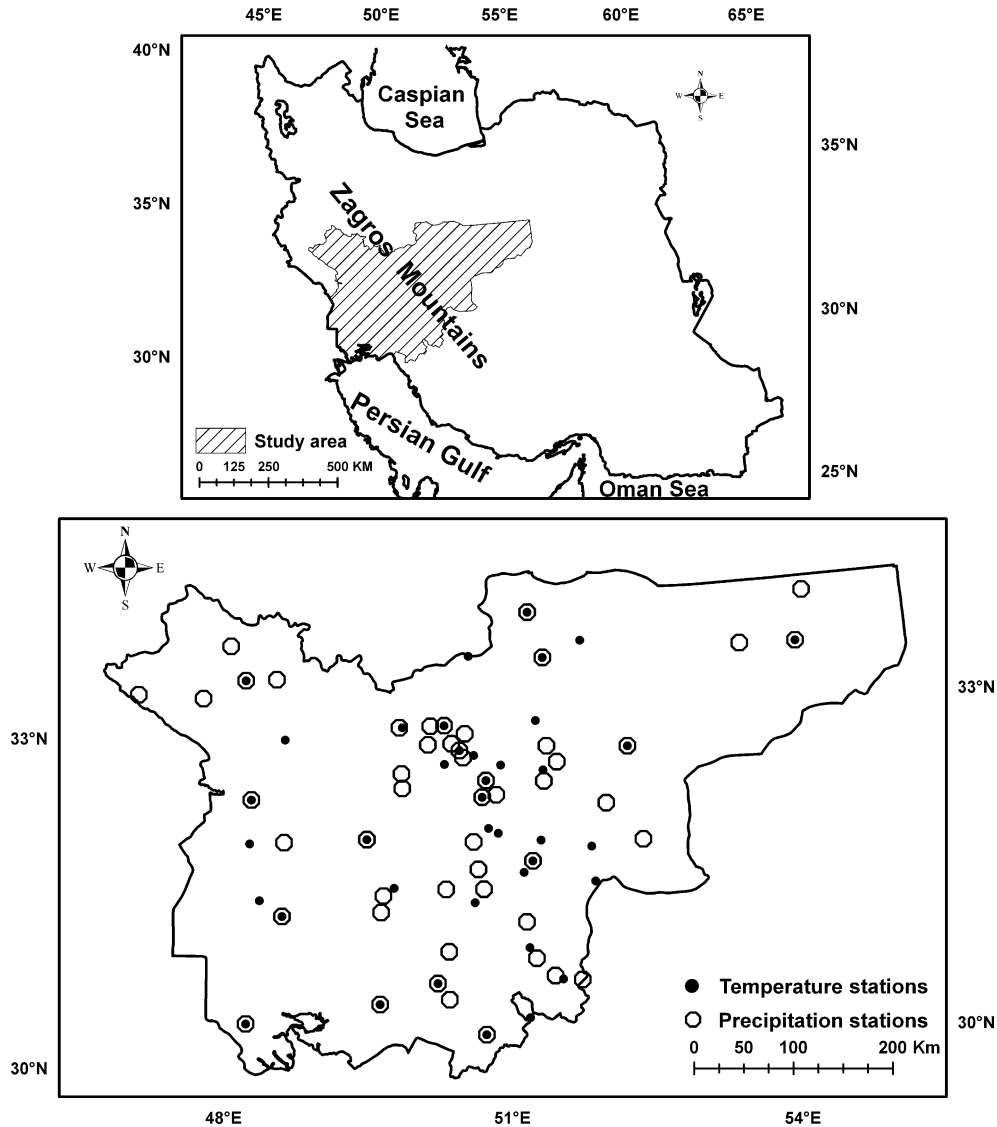 45°E 50°E 55°E 60°E 65°E
40°N
N
W E
S
Caspian
Sea
35°N
35°N
Zagros Mountains
30°N
30°N
Persian Gulf
Study area
0 125 250 500 KM
25°N
Oman Sea
N
W E
S
33°N
33°N
Temperature stations
Precipitation stations
30°N
0 50 100 200 Km
30°N
48°E 51°E 54°E